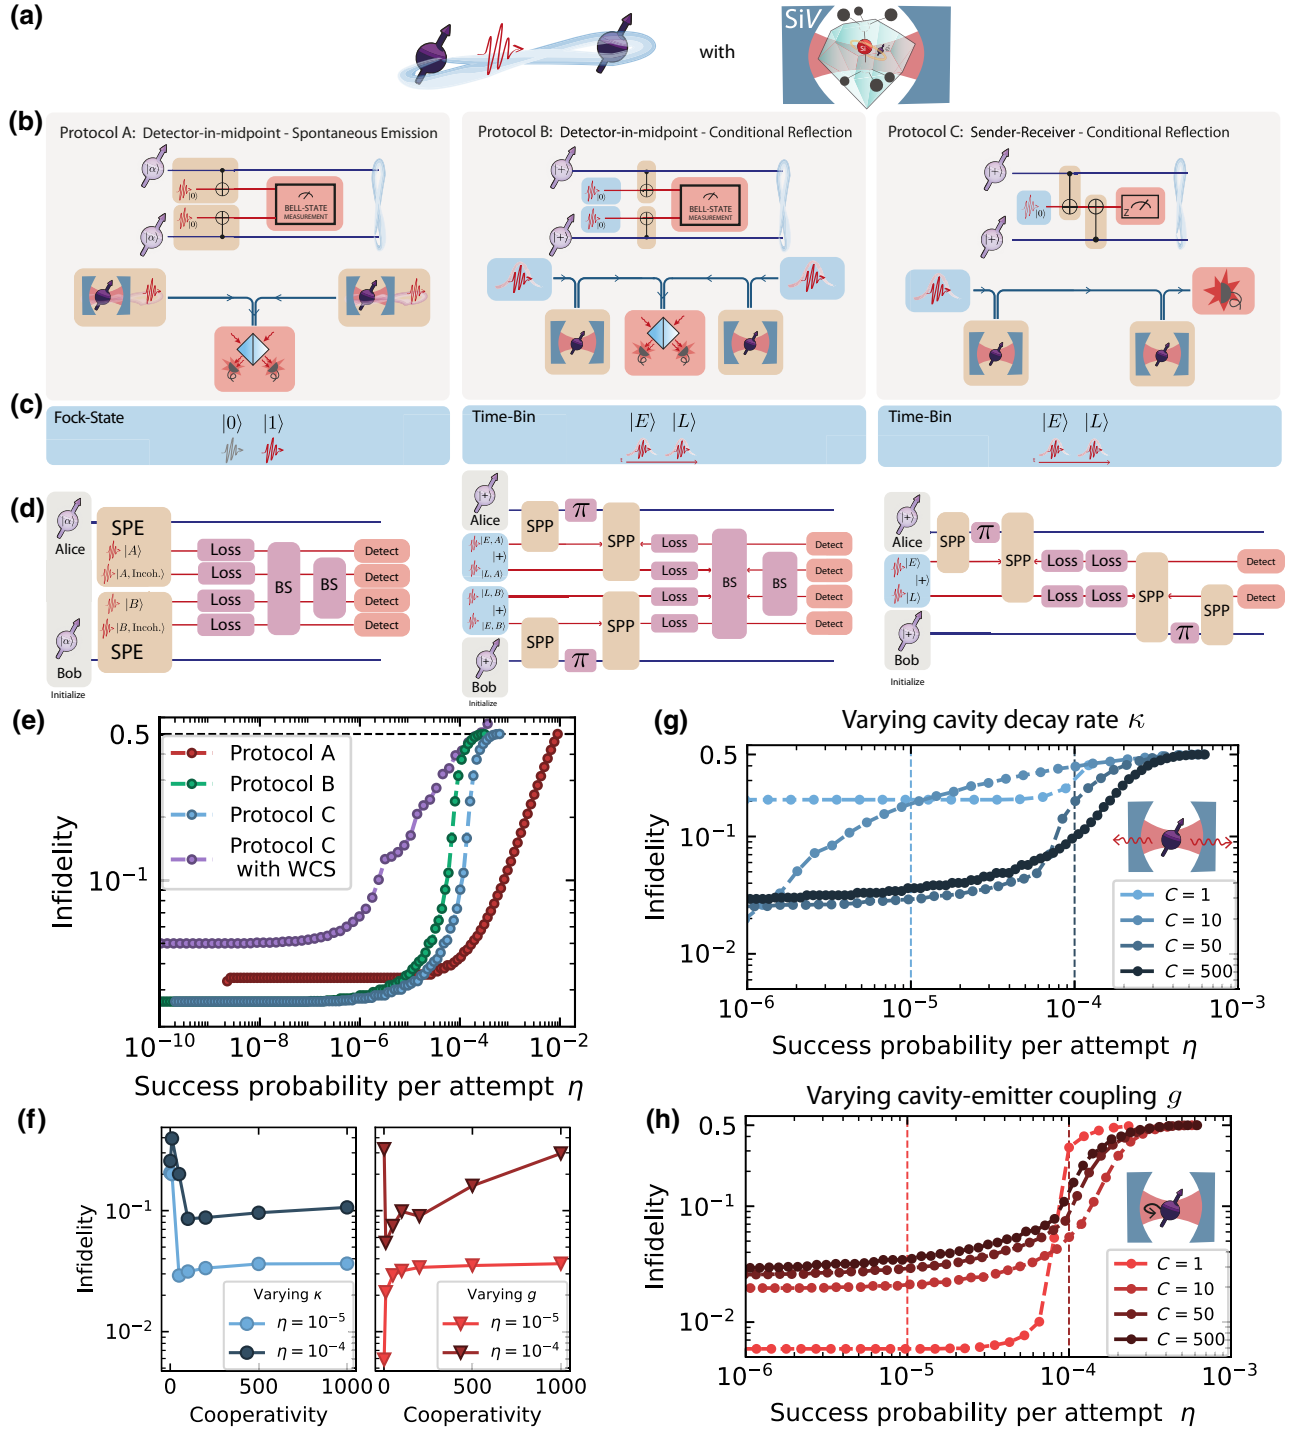 (a)
with
SiV
Si
(b)
Protocol A: Detector-in-midpoint - Spontaneous Emission
|α⟩
|0⟩
|0⟩
|α⟩
BELL-STATE
MEASUREMENT
Protocol B: Detector-in-midpoint - Conditional Reflection
|+⟩
|0⟩
|0⟩
|+⟩
BELL-STATE
MEASUREMENT
Protocol C: Sender-Receiver - Conditional Reflection
|+⟩
|0⟩
|+⟩
Z
(c)
Fock-State
|0⟩ |1⟩
Time-Bin
|E⟩ |L⟩
t
Time-Bin
|E⟩ |L⟩
t
(d)
|α⟩
Alice
SPE
|A⟩
|A, Incoh.⟩
|B⟩
|B, Incoh.⟩
SPE
|α⟩
Bob
Initialize
Loss
Loss
Loss
Loss
BS
BS
Detect
Detect
Detect
Detect
|+⟩
Alice
|E, A⟩
|+⟩
|L, A⟩
|L, B⟩
|+⟩
|E, B⟩
|+⟩
Bob
Initialize
SPP
π
SPP
SPP
π
SPP
Loss
Loss
Loss
Loss
BS
BS
Detect
Detect
Detect
Detect
|+⟩
Alice
|E⟩
|+⟩
|L⟩
|+⟩
Bob
Initialize
SPP
π
SPP
Loss Loss
Loss Loss
SPP
π
SPP
Detect
Detect
(e)
0.5
10⁻¹
Infidelity
Protocol A
Protocol B
Protocol C
Protocol C
with WCS
10⁻¹⁰ 10⁻⁸ 10⁻⁶ 10⁻⁴ 10⁻²
Success probability per attempt η
(f)
Infidelity
10⁻¹
10⁻²
Varying κ
η = 10⁻⁵
η = 10⁻⁴
0 500 1000
Cooperativity
Varying g
η = 10⁻⁵
η = 10⁻⁴
0 500 1000
Cooperativity
(g)
Varying cavity decay rate κ
0.5
10⁻¹
10⁻²
Infidelity
C = 1
C = 10
C = 50
C = 500
10⁻⁶ 10⁻⁵ 10⁻⁴ 10⁻³
Success probability per attempt η
(h)
Varying cavity-emitter coupling g
0.5
10⁻¹
10⁻²
Infidelity
C = 1
C = 10
C = 50
C = 500
10⁻⁶ 10⁻⁵ 10⁻⁴ 10⁻³
Success probability per attempt η